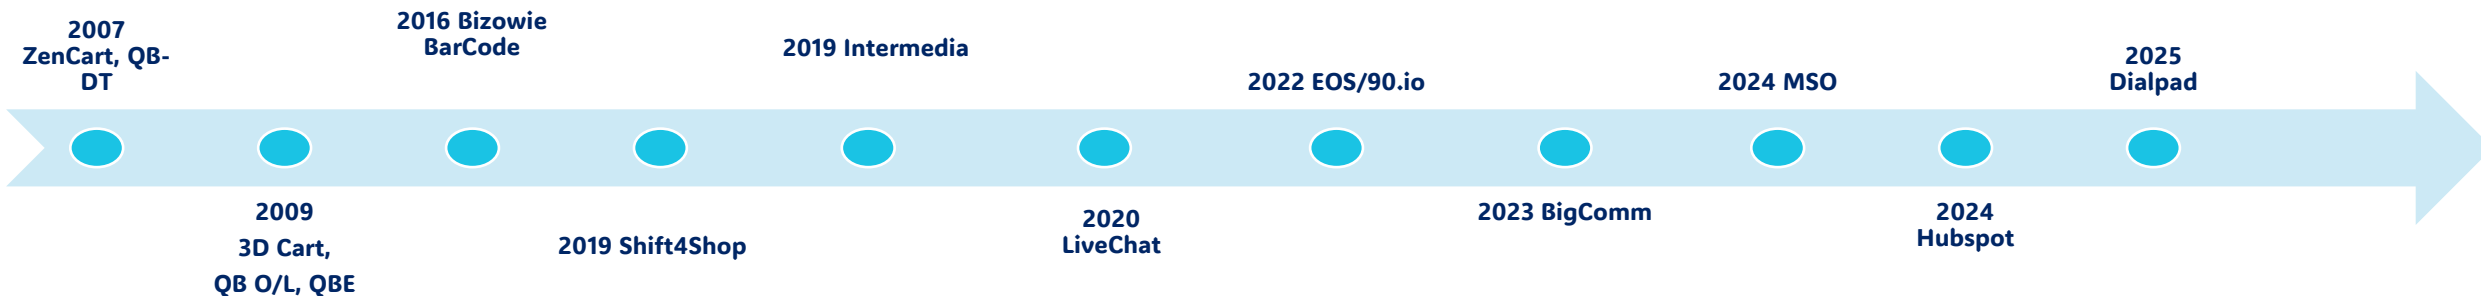 2007
ZenCart, QB-
DT
2009
3D Cart,
QB O/L, QBE
2016 Bizowie
BarCode
2019 Shift4Shop
2019 Intermedia
2020
LiveChat
2022 EOS/90.io
2023 BigComm
2024 MSO
2024
Hubspot
2025
Dialpad